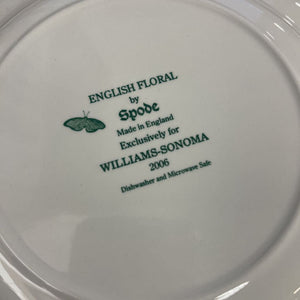 ENGLISH FLORAL
by
Spode
Made in England
Exclusively for
WILLIAMS-SONOMA
2006
Dishwasher and Microwave Safe